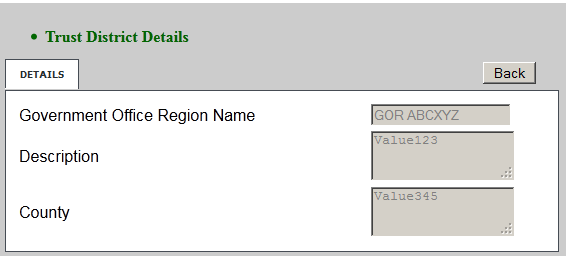 Trust District Details
DETAILS
Back
Government Office Region Name
GOR ABCXYZ
Description
Value123
County
Value345